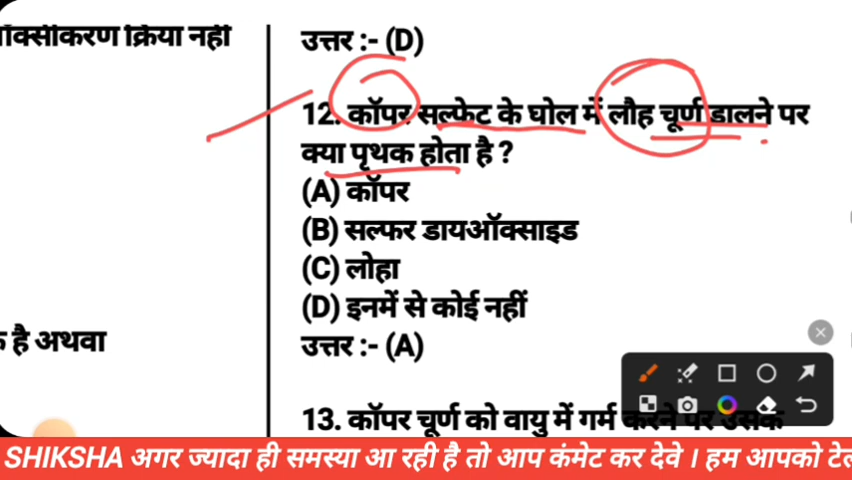 ऑक्सीकरण क्रिया नही
है अथवा
उत्तर :- (D)
12. कॉपर सल्फेट के घोल में लौह चूर्ण डालने पर
क्या पृथक होता है ?
(A) कॉपर
(B) सल्फर डायऑक्साइड
(C) लोहा
(D) इनमें से कोई नहीं
उत्तर :- (A)
13. कॉपर चूर्ण को वायु में गर्म करने पर उसक
SHIKSHA अगर ज्यादा ही समस्या आ रही है तो आप कंमेट कर देवे । हम आपको